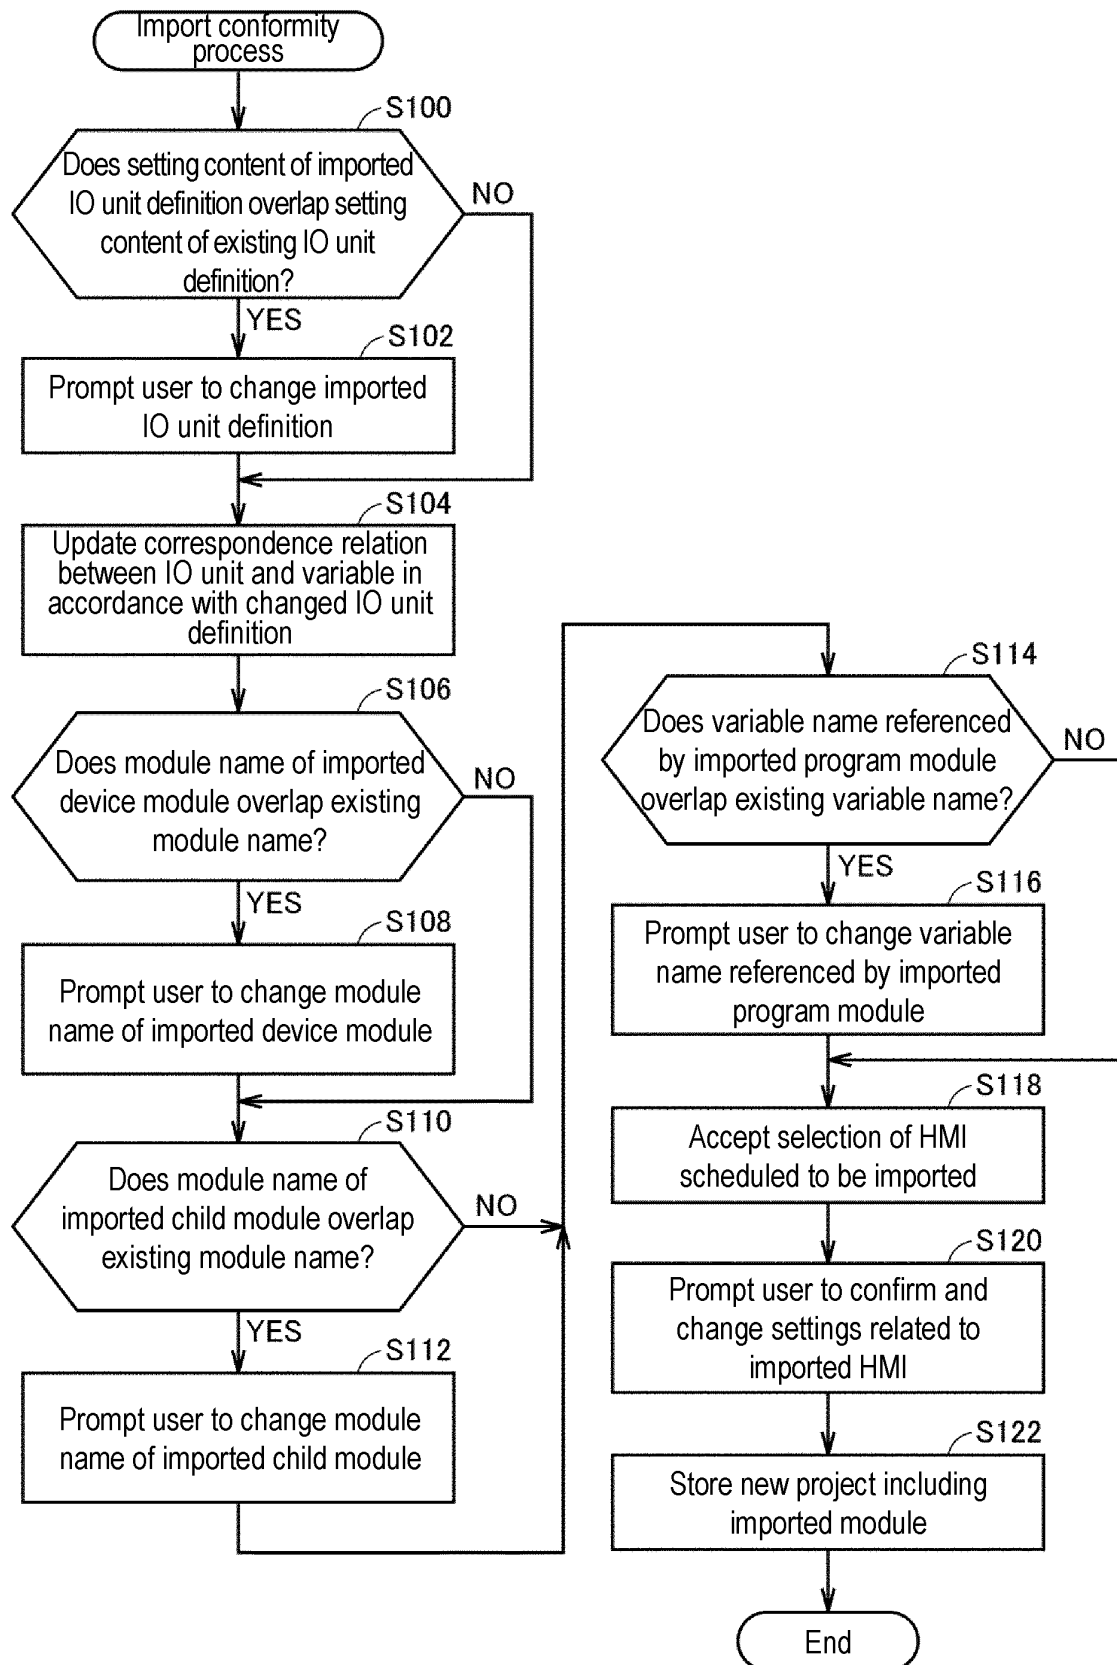 Import conformity
process
S100
Does setting content of imported
IO unit definition overlap setting
content of existing IO unit
definition?
NO
YES
S102
Prompt user to change imported
IO unit definition
S104
Update correspondence relation
between IO unit and variable in
accordance with changed IO unit
definition
S106
Does module name of imported
device module overlap existing
module name?
NO
YES
S108
Prompt user to change module
name of imported device module
S110
Does module name of
imported child module overlap
existing module name?
NO
YES
S112
Prompt user to change module
name of imported child module
S114
Does variable name referenced
by imported program module
overlap existing variable name?
NO
YES
S116
Prompt user to change variable
name referenced by imported
program module
S118
Accept selection of HMI
scheduled to be imported
S120
Prompt user to confirm and
change settings related to
imported HMI
S122
Store new project including
imported module
End